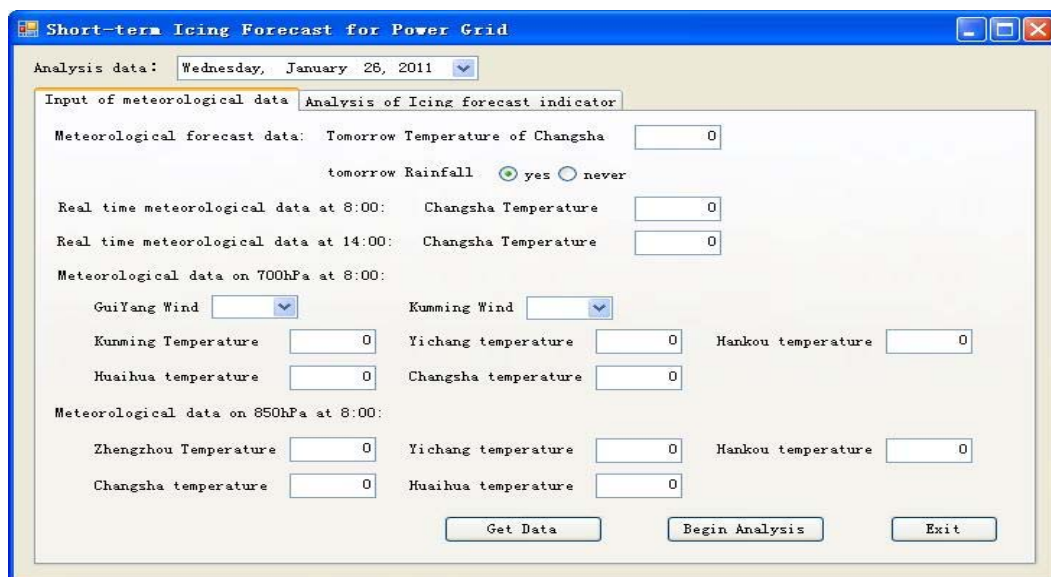 Short-term Icing Forecast for Power Grid
Analysis data: Wednesday, January 26, 2011
Input of meteorological data Analysis of Icing forecast indicator
Meteorological forecast data: Tomorrow Temperature of Changsha 0
tomorrow Rainfall yes never
Real time meteorological data at 8:00: Changsha Temperature 0
Real time meteorological data at 14:00: Changsha Temperature 0
Meteorological data on 700hPa at 8:00:
GuiYang Wind Kumming Wind
Kunming Temperature 0 Yichang temperature 0 Hankou temperature 0
Huaihua temperature 0 Changsha temperature 0
Meteorological data on 850hPa at 8:00:
Zhengzhou Temperature 0 Yichang temperature 0 Hankou temperature 0
Changsha temperature 0 Huaihua temperature 0
Get Data Begin Analysis Exit